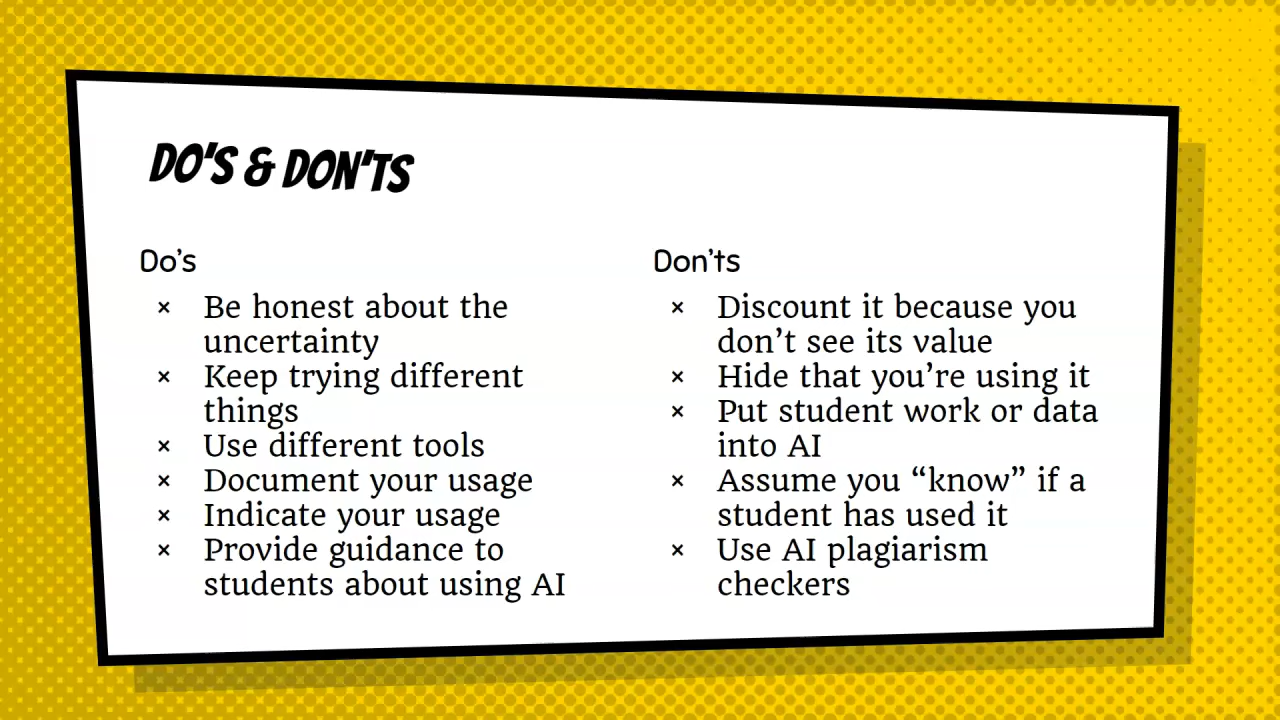 DO'S & DON'TS
Do's
× Be honest about the
uncertainty
× Keep trying different
things
× Use different tools
× Document your usage
× Indicate your usage
× Provide guidance to
students about using AI
Don'ts
× Discount it because you
don't see its value
× Hide that you're using it
× Put student work or data
into AI
× Assume you “know” if a
student has used it
× Use AI plagiarism
checkers